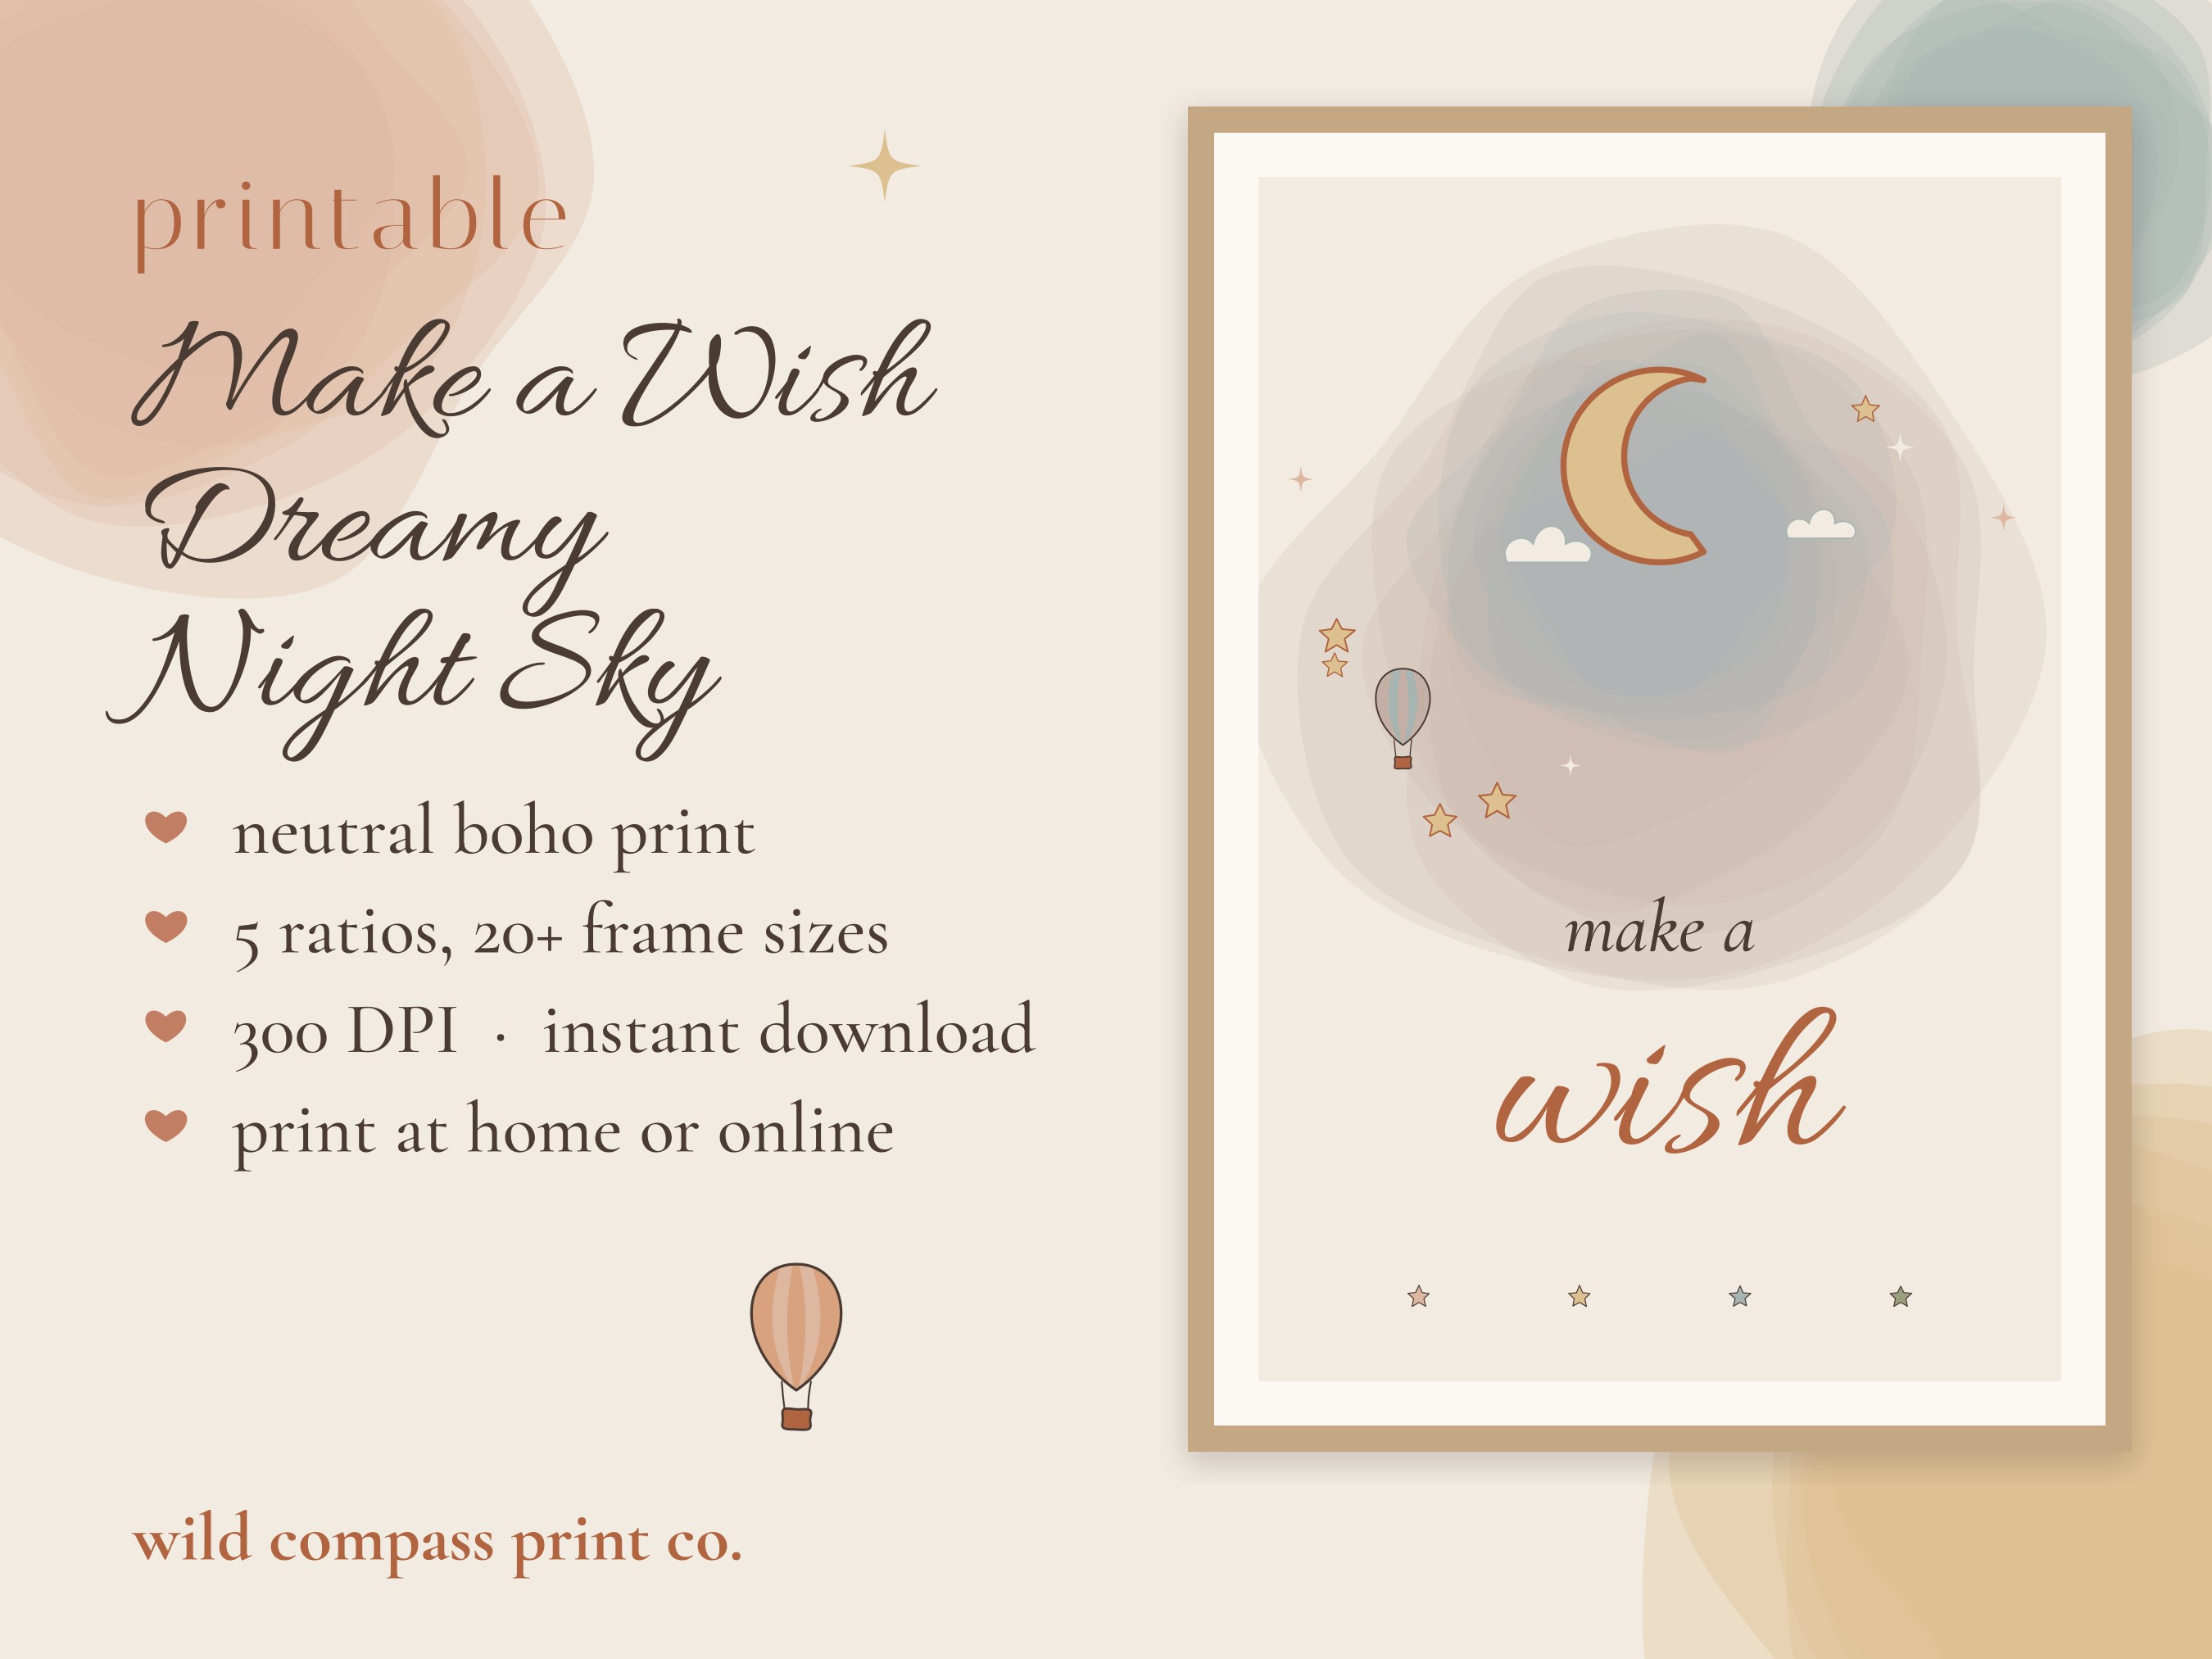 printable
Make a Wish
Dreamy
Night Sky
neutral boho print
5 ratios, 20+ frame sizes
300 DPI · instant download
print at home or online
wild compass print co.
make a
wish